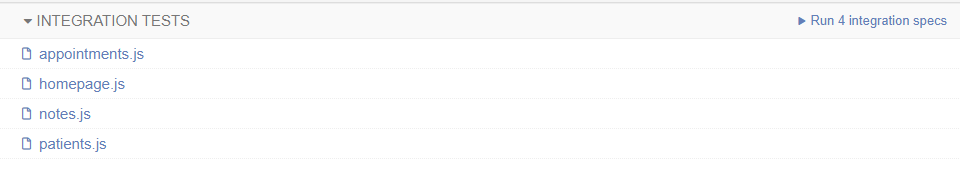 INTEGRATION TESTS Run 4 integration specs
appointments.js
homepage.js
notes.js
patients.js